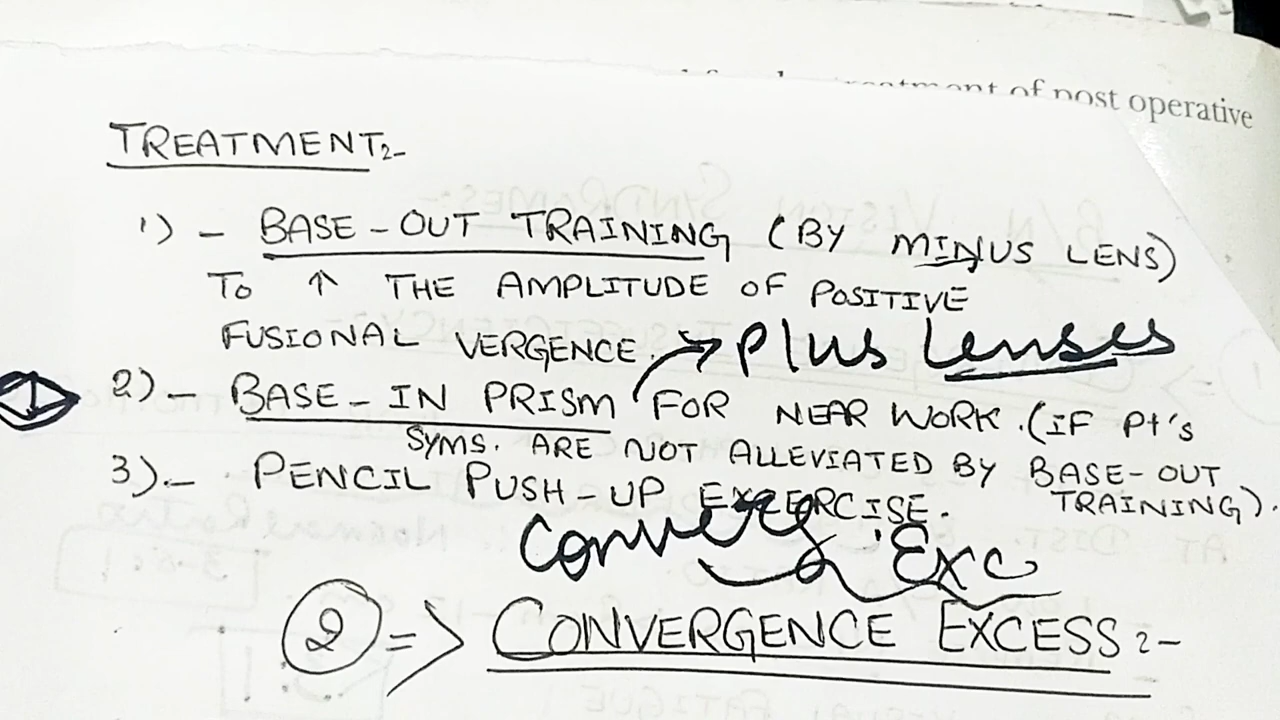 treatment of post operative
TREATMENT:-
1) - BASE-OUT TRAINING (BY MINUS LENS)
TO ↑ THE AMPLITUDE OF POSITIVE
FUSIONAL VERGENCE. → Plus Lenses
1 2) - BASE-IN PRISM FOR NEAR WORK. (IF Pt's
SYMS. ARE NOT ALLEVIATED BY BASE-OUT
TRAINING).
3) - PENCIL PUSH-UP EXERCISE.
Converg Exc
2 => CONVERGENCE EXCESS:-